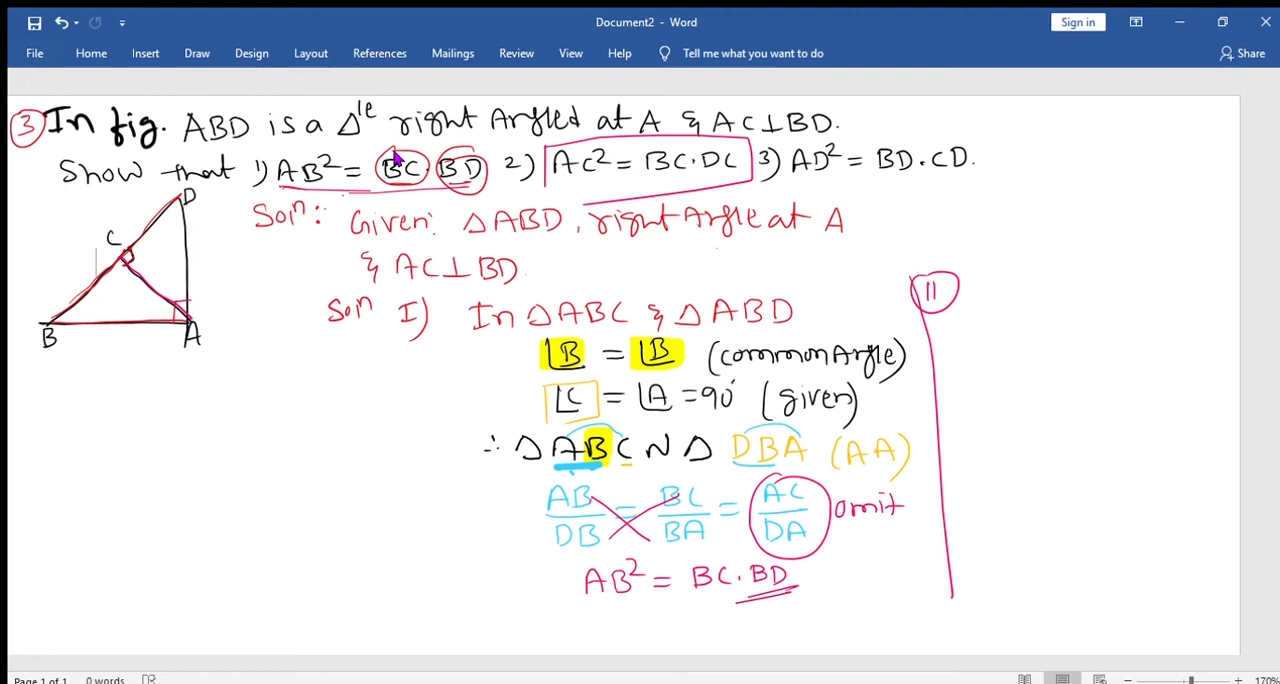 Document2 - Word
Sign in
File Home Insert Draw Design Layout References Mailings Review View Help Tell me what you want to do
Share
③ In fig. ABD is a Δle right Angled at A & AC⊥BD.
Show that 1) AB² = BC·BD 2) AC² = BC·DC 3) AD² = BD·CD.
D
C
B
A
Soln: Given: ΔABD, right Angle at A
& AC⊥BD
Soln I) In ΔABC & ΔABD
∠B = ∠B (common Angle)
∠C = ∠A = 90° (given)
∴ ΔABC ~ Δ DBA (AA)
AB/DB = BC/BA = AC/DA omit
AB² = BC·BD
II
Page 1 of 1 0 words
170%